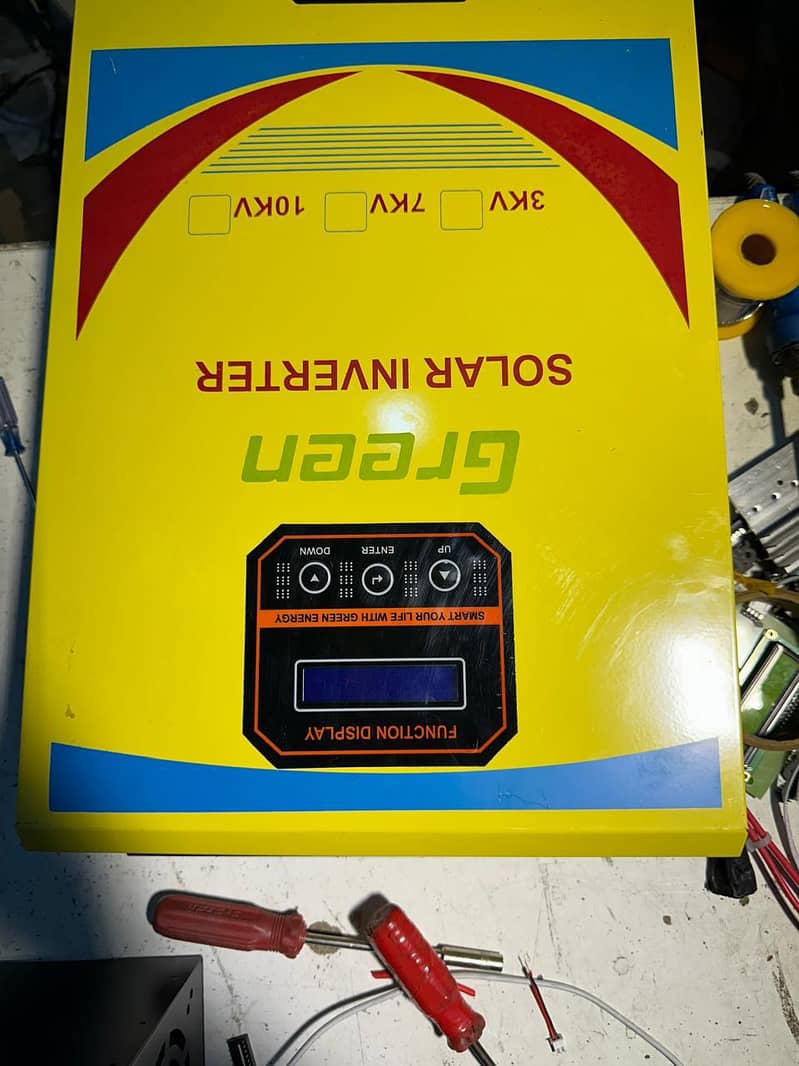 FUNCTION DISPLAY
SMART YOUR LIFE WITH GREEN ENERGY
UP ENTER DOWN
Green
SOLAR INVERTER
3KV 7KV 10KV